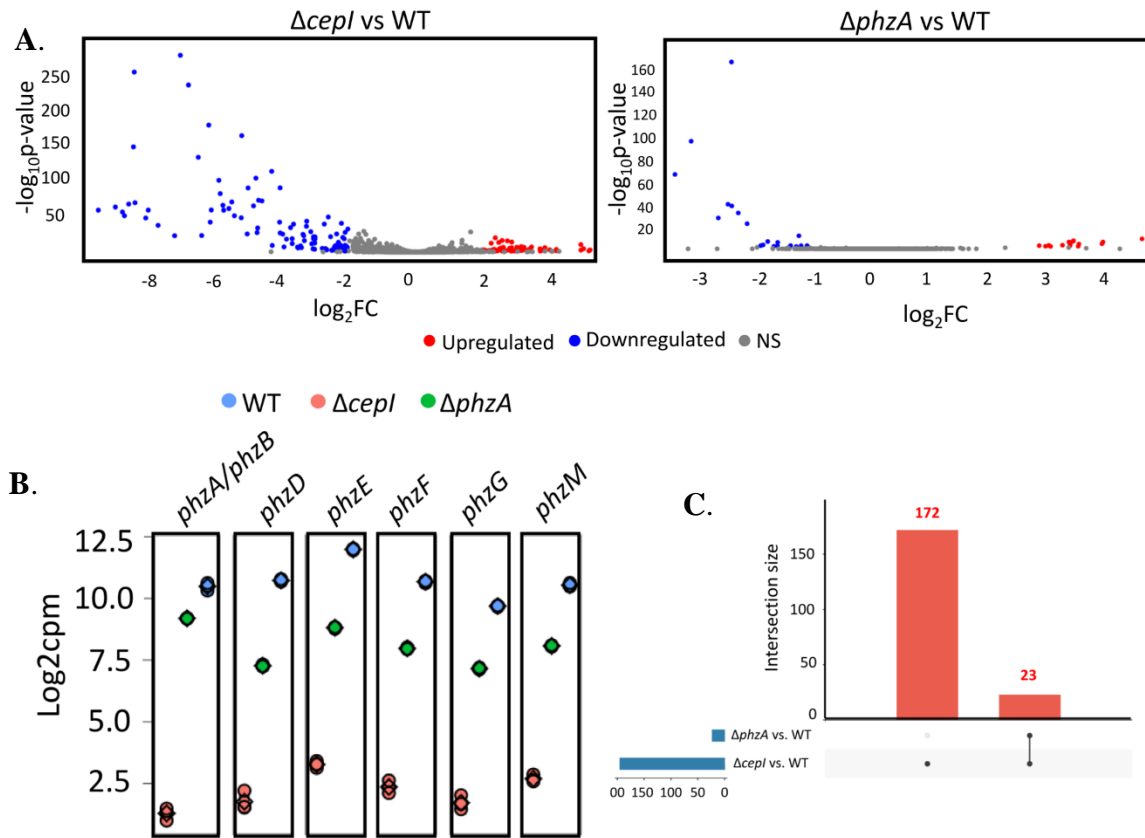 A.
ΔcepI vs WT
ΔphzA vs WT
-log10p-value
250
200
150
100
50
-8
-6
-4
-2
0
2
4
log2FC
-log10p-value
160
140
120
100
80
60
40
20
-3
-2
-1
0
1
2
3
4
log2FC
Upregulated
Downregulated
NS
WT
ΔcepI
ΔphzA
B.
phzA/phzB
phzD
phzE
phzF
phzG
phzM
Log2cpm
12.5
10.0
7.5
5.0
2.5
C.
172
23
Intersection size
150
100
50
0
ΔphzA vs. WT
ΔcepI vs. WT
00 150 100 50 0